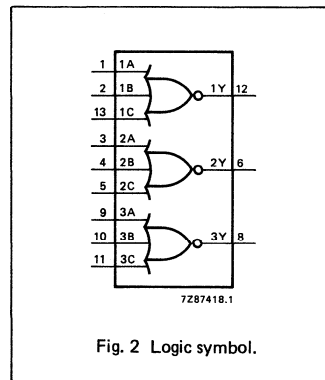 1 1A
2 1B 1Y 12
13 1C
3 2A
4 2B 2Y 6
5 2C
9 3A
10 3B 3Y 8
11 3C
7Z87418.1
Fig. 2 Logic symbol.